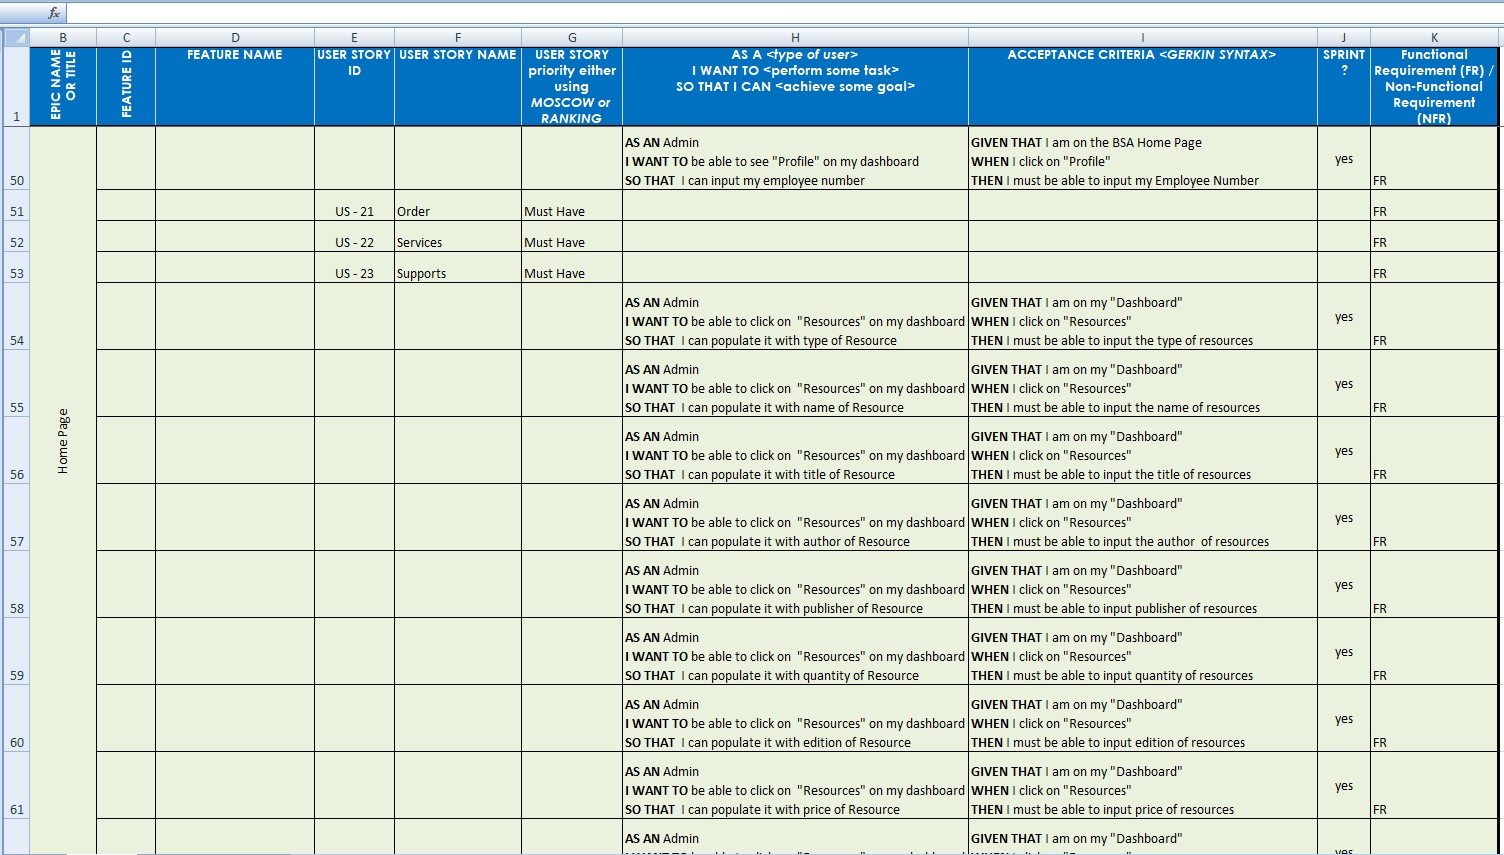 fx
B C D E F G H I J K
1
EPIC NAME OR TITLE
FEATURE ID
FEATURE NAME
USER STORY
ID
USER STORY NAME
USER STORY
priority either
using
MOSCOW or
RANKING
AS A <type of user>
I WANT TO <perform some task>
SO THAT I CAN <achieve some goal>
ACCEPTANCE CRITERIA <GERKIN SYNTAX>
SPRINT
?
Functional
Requirement (FR) /
Non-Functional
Requirement
(NFR)
Home Page
50
AS AN Admin
I WANT TO be able to see "Profile" on my dashboard
SO THAT I can input my employee number
GIVEN THAT I am on the BSA Home Page
WHEN I click on "Profile"
THEN I must be able to input my Employee Number
yes
FR
51 US - 21 Order Must Have FR
52 US - 22 Services Must Have FR
53 US - 23 Supports Must Have FR
54
AS AN Admin
I WANT TO be able to click on "Resources" on my dashboard
SO THAT I can populate it with type of Resource
GIVEN THAT I am on my "Dashboard"
WHEN I click on "Resources"
THEN I must be able to input the type of resources
yes
FR
55
AS AN Admin
I WANT TO be able to click on "Resources" on my dashboard
SO THAT I can populate it with name of Resource
GIVEN THAT I am on my "Dashboard"
WHEN I click on "Resources"
THEN I must be able to input the name of resources
yes
FR
56
AS AN Admin
I WANT TO be able to click on "Resources" on my dashboard
SO THAT I can populate it with title of Resource
GIVEN THAT I am on my "Dashboard"
WHEN I click on "Resources"
THEN I must be able to input the title of resources
yes
FR
57
AS AN Admin
I WANT TO be able to click on "Resources" on my dashboard
SO THAT I can populate it with author of Resource
GIVEN THAT I am on my "Dashboard"
WHEN I click on "Resources"
THEN I must be able to input the author of resources
yes
FR
58
AS AN Admin
I WANT TO be able to click on "Resources" on my dashboard
SO THAT I can populate it with publisher of Resource
GIVEN THAT I am on my "Dashboard"
WHEN I click on "Resources"
THEN I must be able to input publisher of resources
yes
FR
59
AS AN Admin
I WANT TO be able to click on "Resources" on my dashboard
SO THAT I can populate it with quantity of Resource
GIVEN THAT I am on my "Dashboard"
WHEN I click on "Resources"
THEN I must be able to input quantity of resources
yes
FR
60
AS AN Admin
I WANT TO be able to click on "Resources" on my dashboard
SO THAT I can populate it with edition of Resource
GIVEN THAT I am on my "Dashboard"
WHEN I click on "Resources"
THEN I must be able to input edition of resources
yes
FR
61
AS AN Admin
I WANT TO be able to click on "Resources" on my dashboard
SO THAT I can populate it with price of Resource
GIVEN THAT I am on my "Dashboard"
WHEN I click on "Resources"
THEN I must be able to input price of resources
yes
FR
AS AN Admin
GIVEN THAT I am on my "Dashboard"